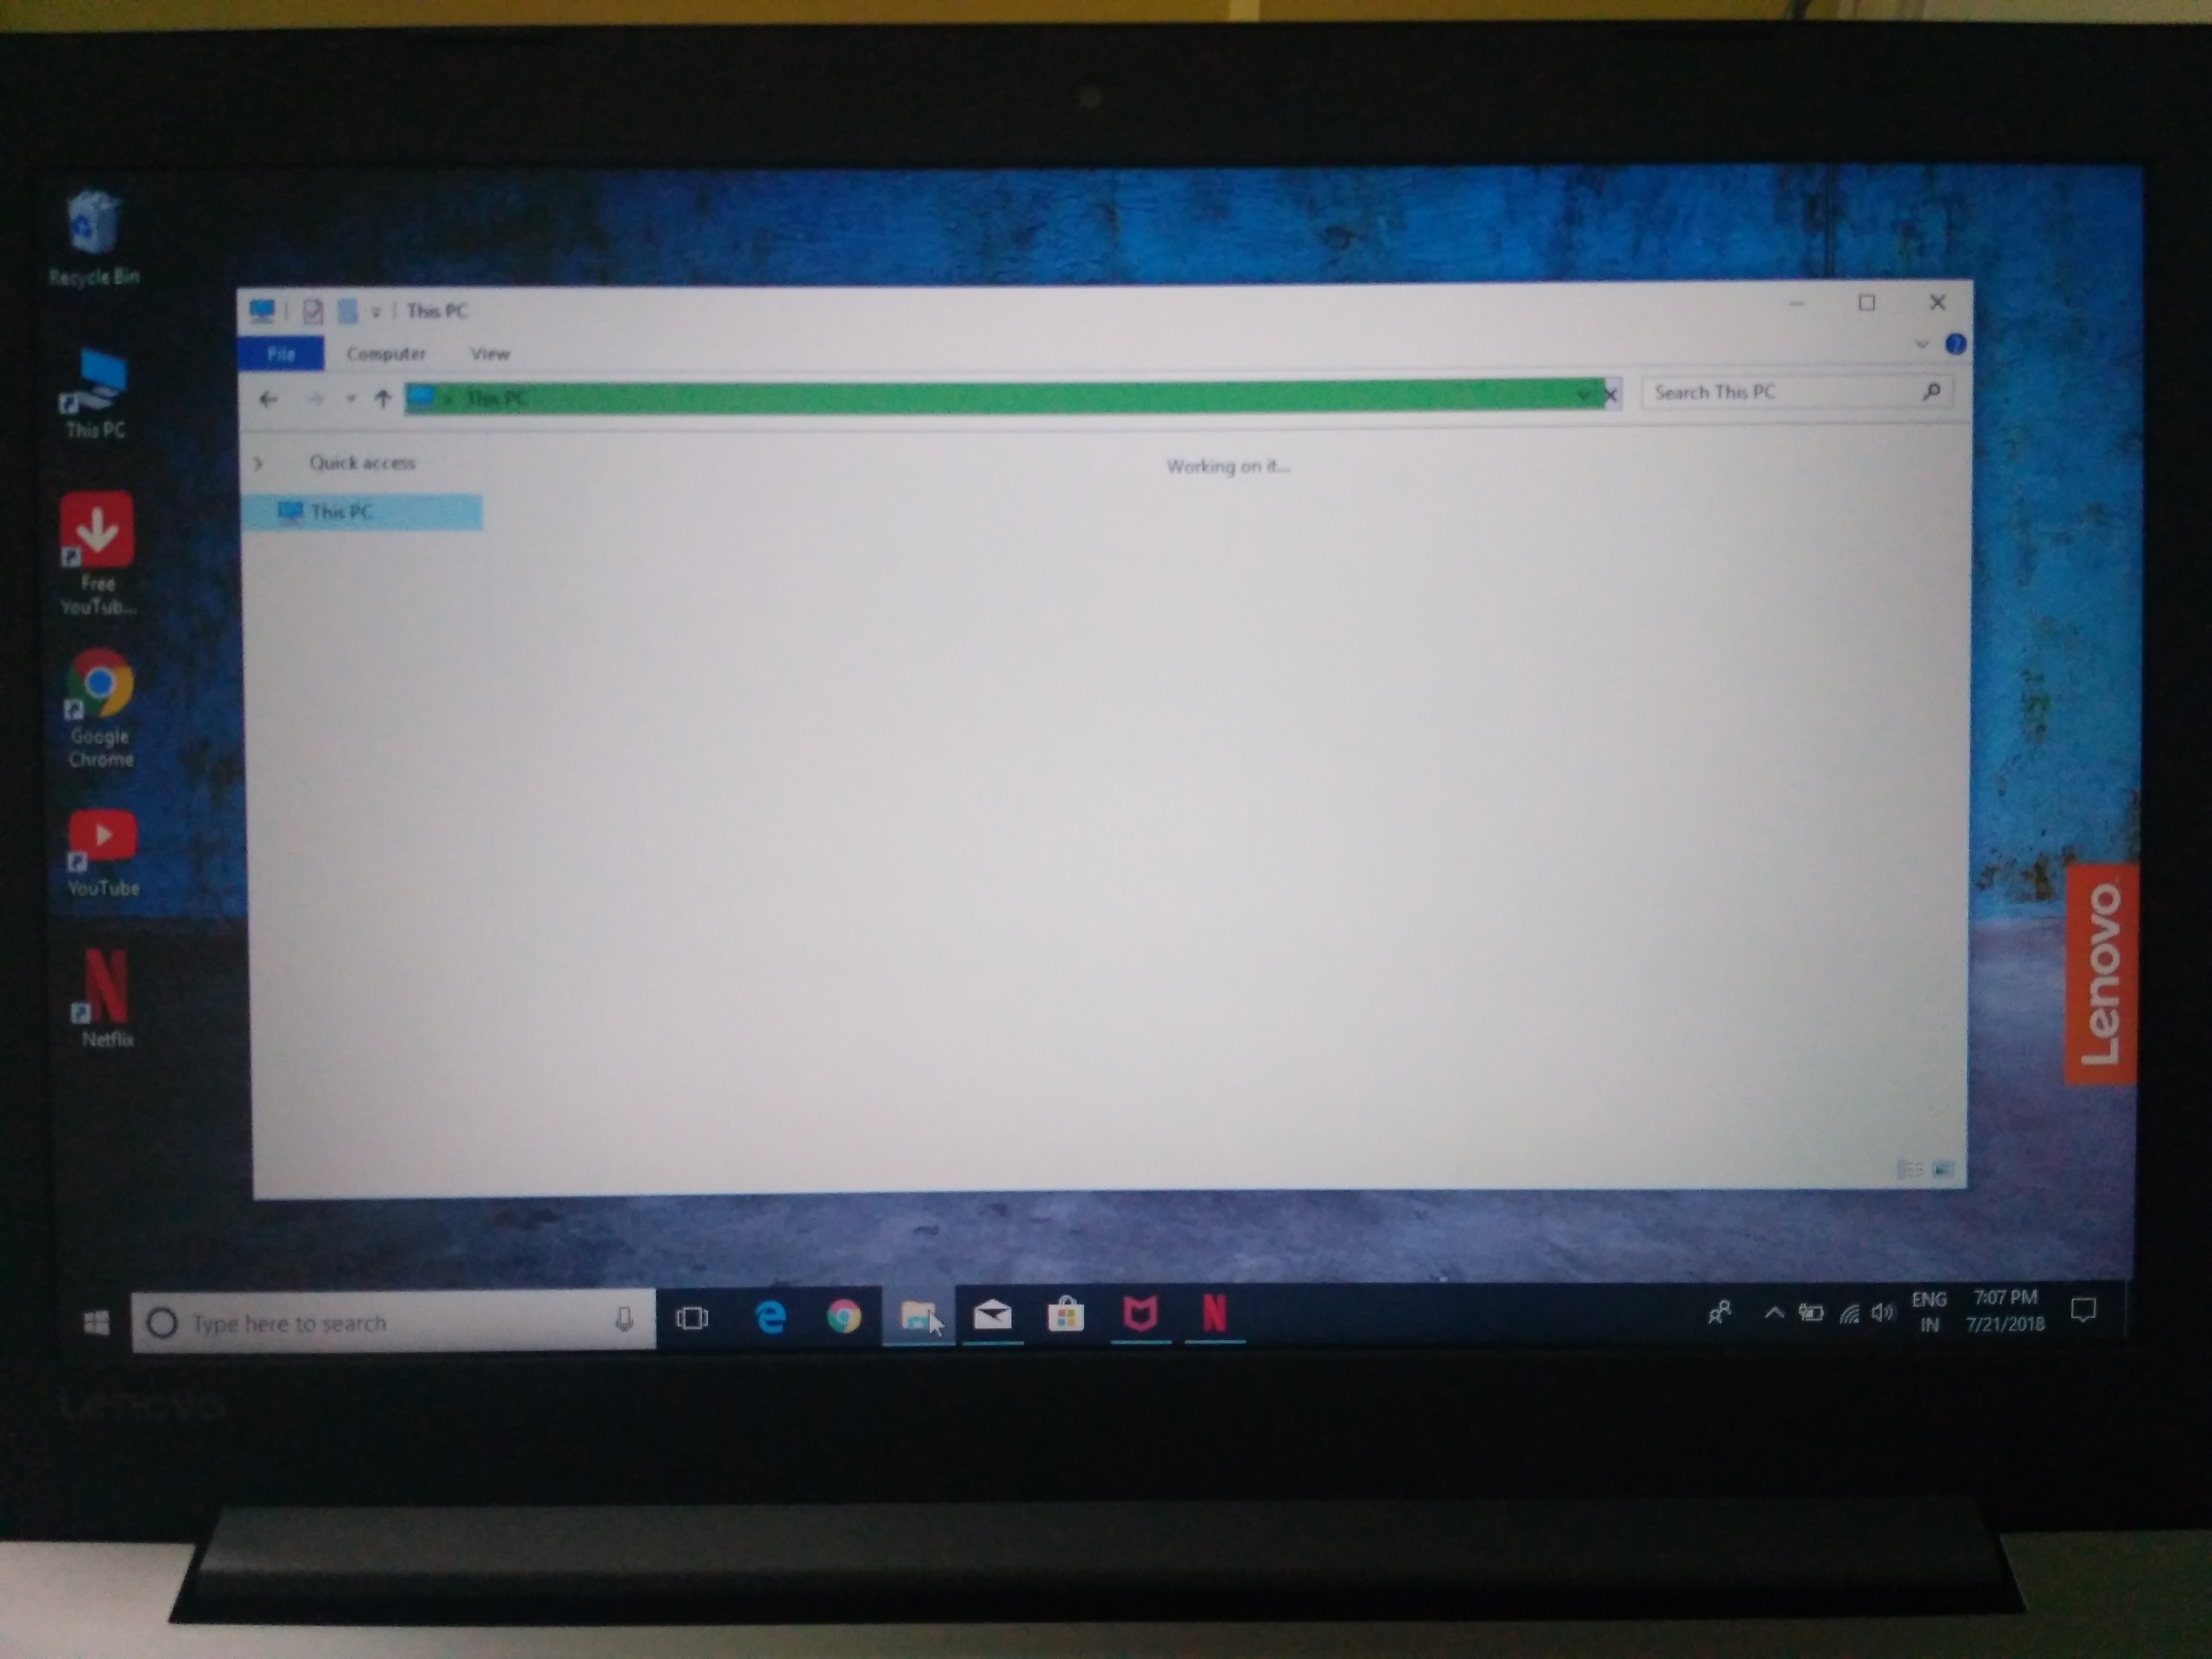 Recycle Bin
This PC
Free
YouTub...
Google
Chrome
YouTube
Netflix
This PC
File
Computer
View
This PC
Search This PC
Quick access
This PC
Working on it...
Lenovo
Type here to search
ENG
IN
7:07 PM
7/21/2018
Lenovo